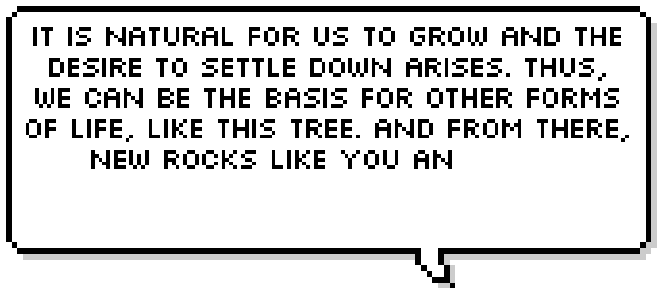 IT IS NATURAL FOR US TO GROW AND THE
DESIRE TO SETTLE DOWN ARISES. THUS,
WE CAN BE THE BASIS FOR OTHER FORMS
OF LIFE, LIKE THIS TREE. AND FROM THERE,
NEW ROCKS LIKE YOU AN